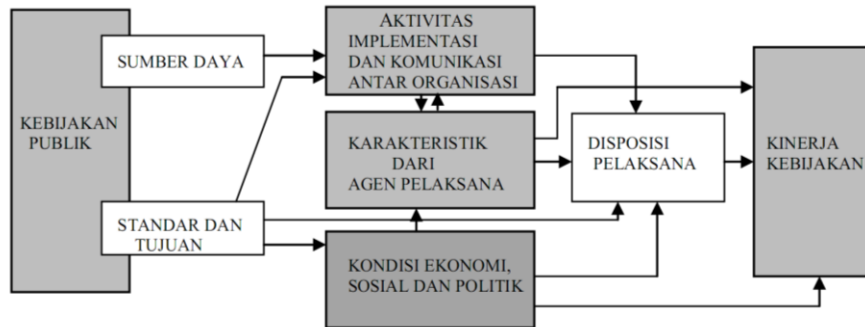 KEBIJAKAN
PUBLIK
SUMBER DAYA
STANDAR DAN
TUJUAN
AKTIVITAS
IMPLEMENTASI
DAN KOMUNIKASI
ANTAR ORGANISASI
KARAKTERISTIK
DARI
AGEN PELAKSANA
KONDISI EKONOMI,
SOSIAL DAN POLITIK
DISPOSISI
PELAKSANA
KINERJA
KEBIJAKAN